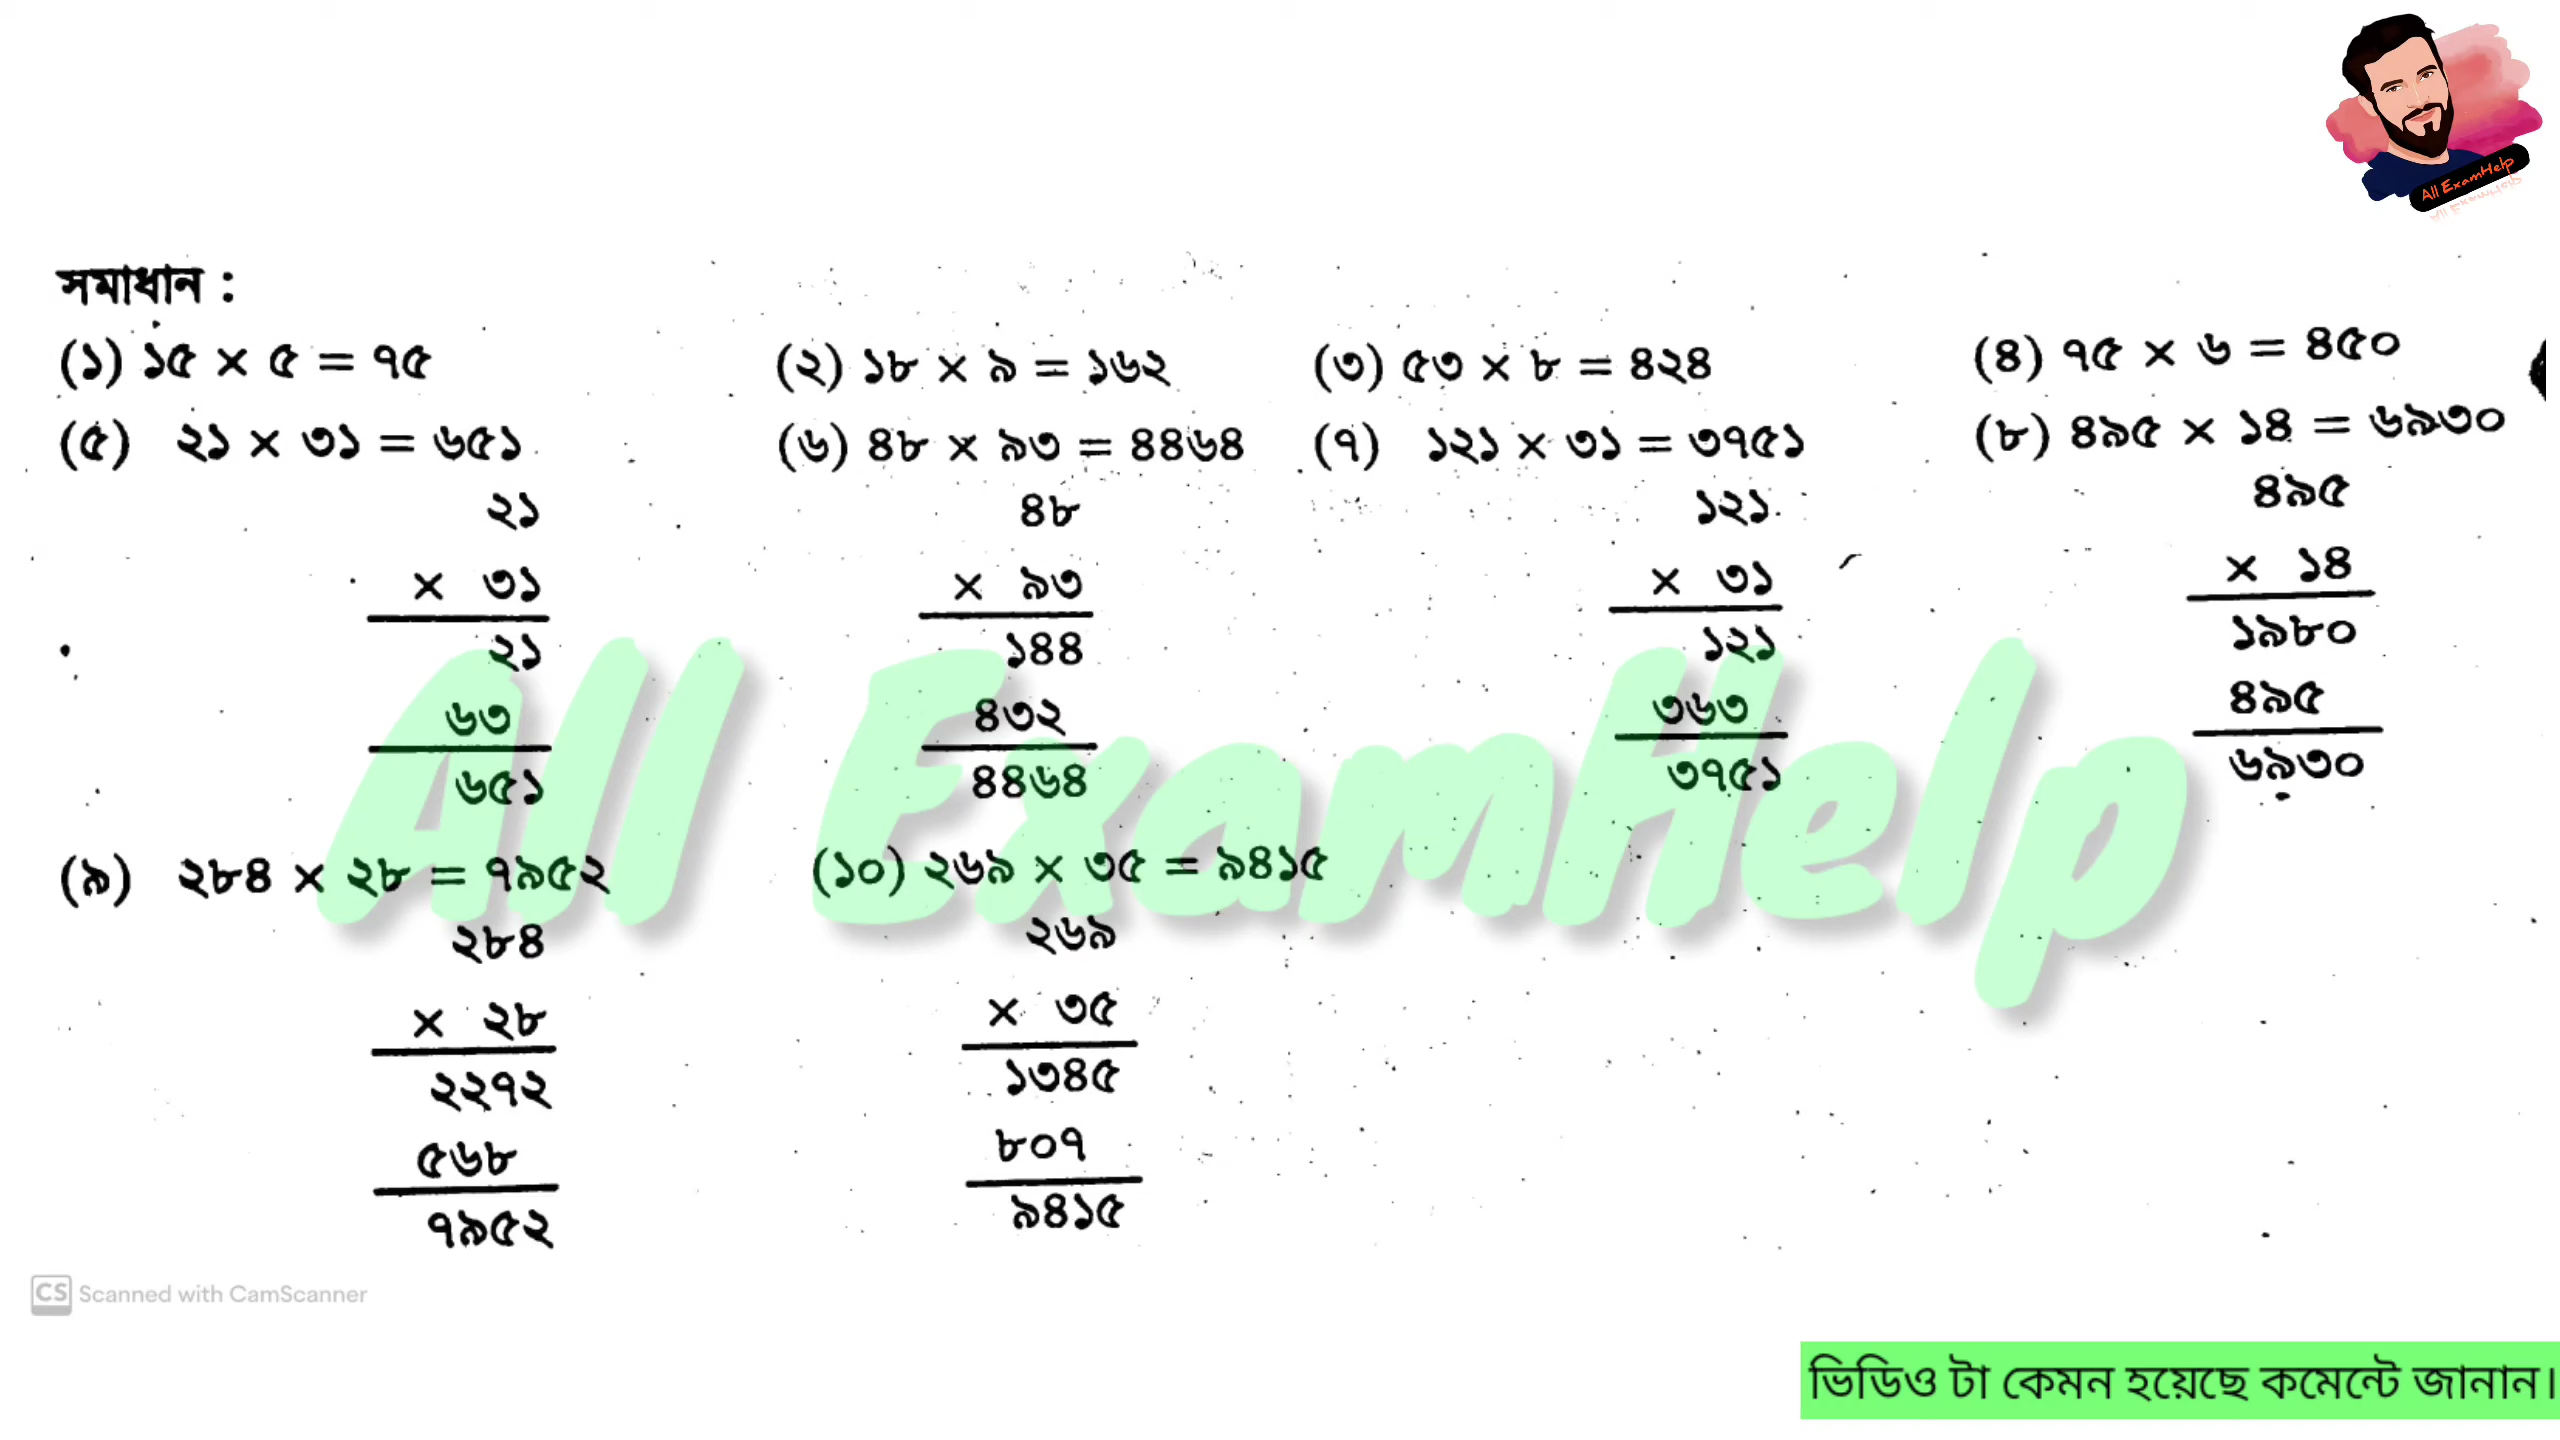 All ExamHelp
সমাধান :
(১) ১৫ × ৫ = ৭৫
(২) ১৮ × ৯ = ১৬২
(৩) ৫৩ × ৮ = ৪২৪
(৪) ৭৫ × ৬ = ৪৫০
(৫) ২১ × ৩১ = ৬৫১
২১
× ৩১
২১
৬৩
৬৫১
(৬) ৪৮ × ৯৩ = ৪৪৬৪
৪৮
× ৯৩
১৪৪
৪৩২
৪৪৬৪
(৭) ১২১ × ৩১ = ৩৭৫১
১২১
× ৩১
১২১
৩৬৩
৩৭৫১
(৮) ৪৯৫ × ১৪ = ৬৯৩০
৪৯৫
× ১৪
১৯৮০
৪৯৫
৬৯৩০
(৯) ২৮৪ × ২৮ = ৭৯৫২
২৮৪
× ২৮
২২৭২
৫৬৮
৭৯৫২
(১০) ২৬৯ × ৩৫ = ৯৪১৫
২৬৯
× ৩৫
১৩৪৫
৮০৭
৯৪১৫
All ExamHelp
CS Scanned with CamScanner
ভিডিও টা কেমন হয়েছে কমেন্টে জানান।